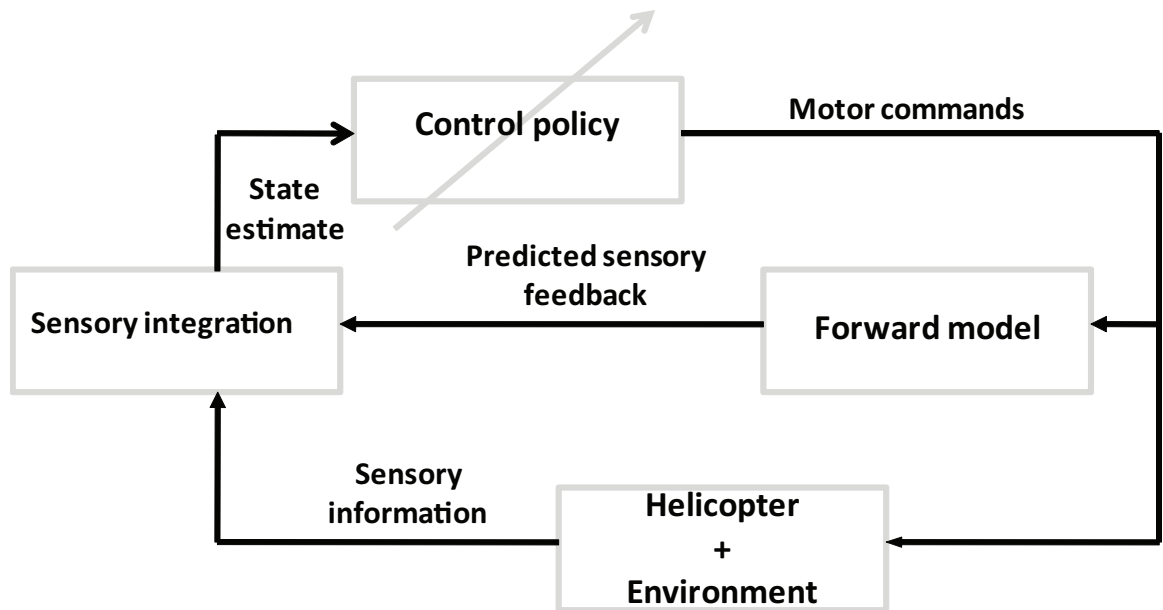 Control policy
Motor commands
State
estimate
Predicted sensory
feedback
Sensory integration
Forward model
Sensory
information
Helicopter
+
Environment